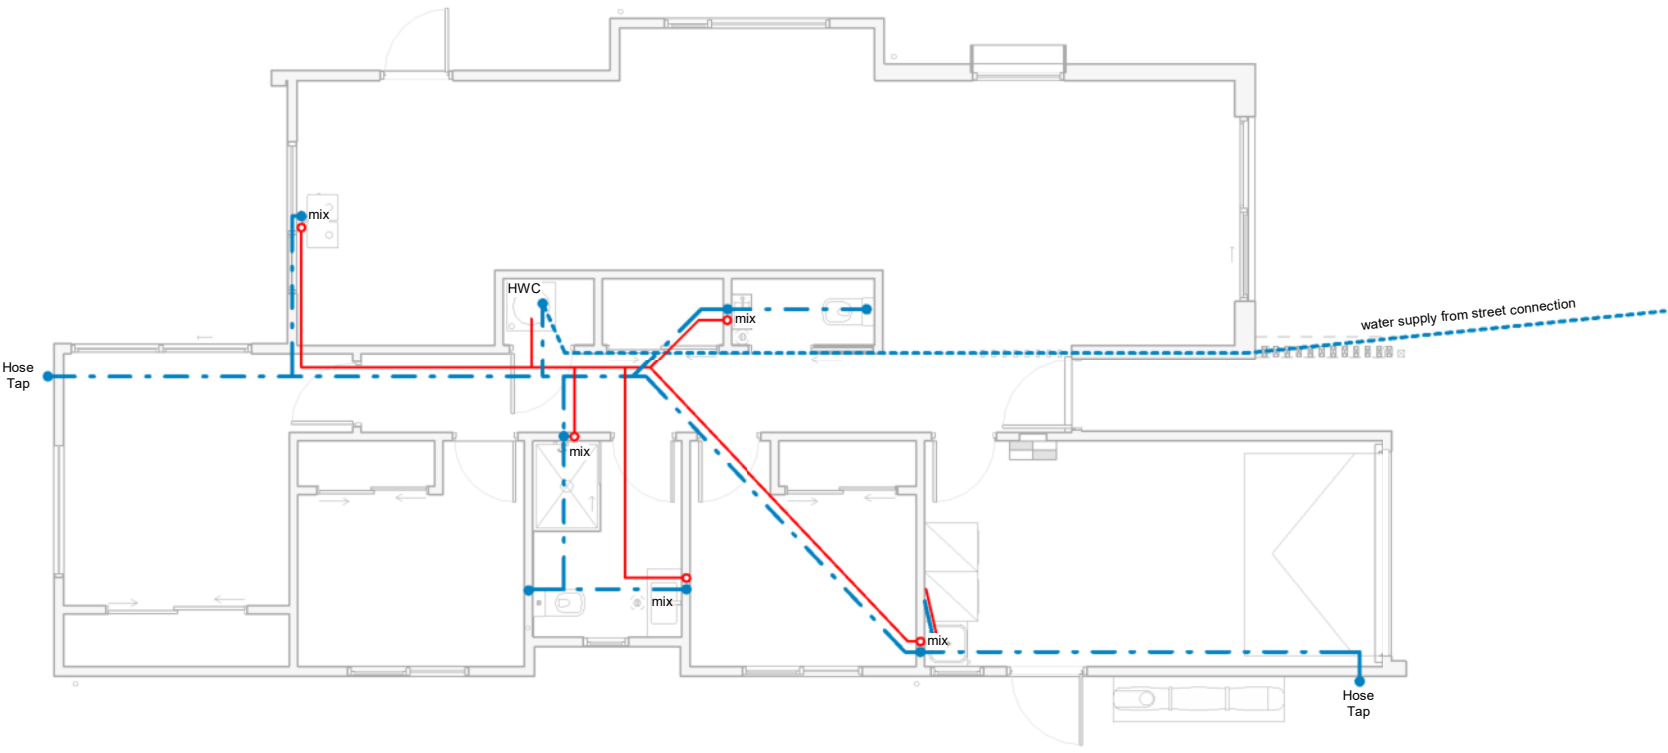 mix
HWC
mix
water supply from street connection
Hose
Tap
mix
mix
mix
Hose
Tap